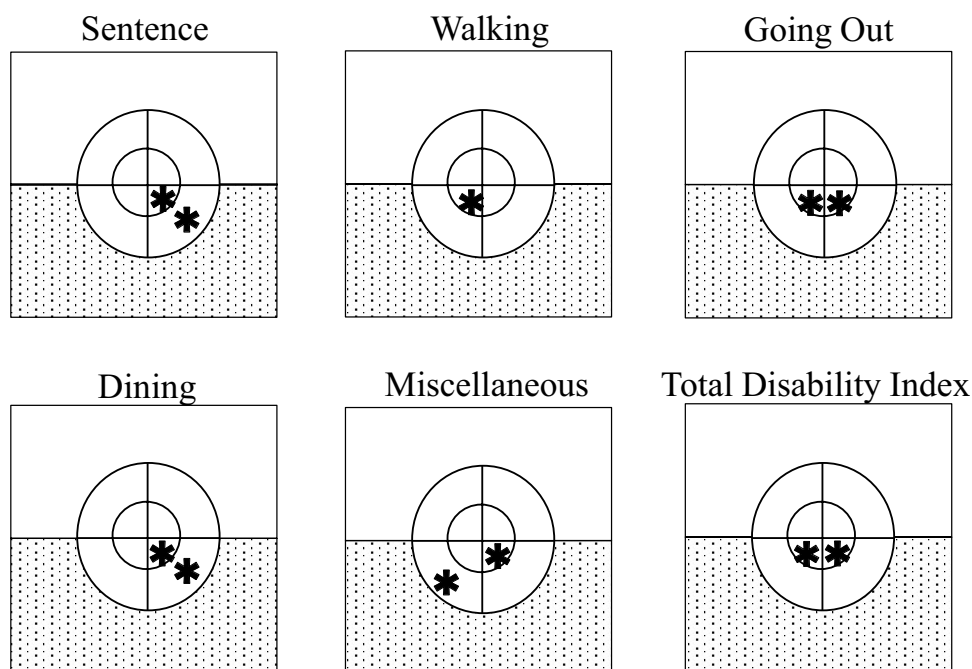 Sentence
Walking
Going Out
Dining
Miscellaneous
Total Disability Index